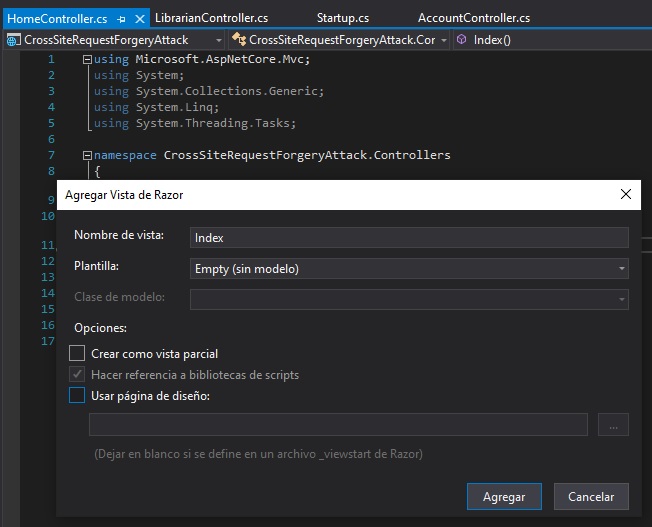 HomeController.cs
LibrarianController.cs
Startup.cs
AccountController.cs
CrossSiteRequestForgeryAttack
CrossSiteRequestForgeryAttack.Cor
Index()
1 using Microsoft.AspNetCore.Mvc;
2 using System;
3 using System.Collections.Generic;
4 using System.Linq;
5 using System.Threading.Tasks;
6
7 namespace CrossSiteRequestForgeryAttack.Controllers
8 {
9
10
11
12
13
14
15
16
17
Agregar Vista de Razor
Nombre de vista: Index
Plantilla: Empty (sin modelo)
Clase de modelo:
Opciones:
Crear como vista parcial
Hacer referencia a bibliotecas de scripts
Usar página de diseño:
...
(Dejar en blanco si se define en un archivo _viewstart de Razor)
Agregar Cancelar